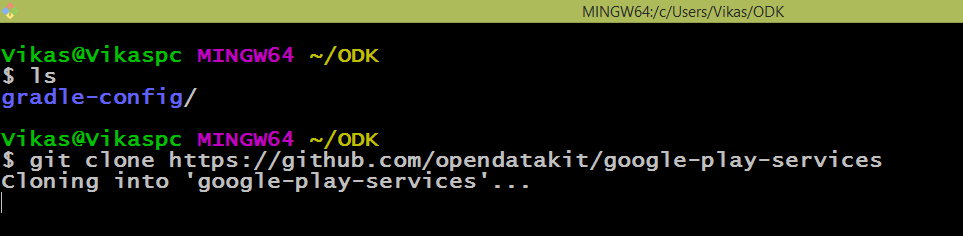 MINGW64:/c/Users/Vikas/ODK
Vikas@Vikaspc MINGW64 ~/ODK
$ ls
gradle-config/
Vikas@Vikaspc MINGW64 ~/ODK
$ git clone https://github.com/opendatakit/google-play-services
Cloning into 'google-play-services'...